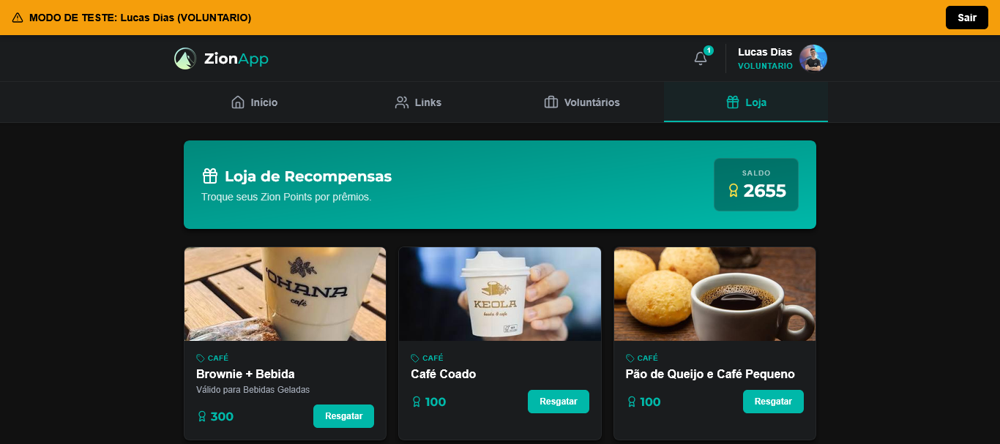 MODO DE TESTE: Lucas Dias (VOLUNTARIO)
Sair
ZionApp
1
Lucas Dias
VOLUNTARIO
Início
Links
Voluntários
Loja
Loja de Recompensas
Troque seus Zion Points por prêmios.
SALDO
2655
OHANA
café
KEOLA
CAFÉ
Brownie + Bebida
Válido para Bebidas Geladas
300
Resgatar
CAFÉ
Café Coado
100
Resgatar
CAFÉ
Pão de Queijo e Café Pequeno
100
Resgatar